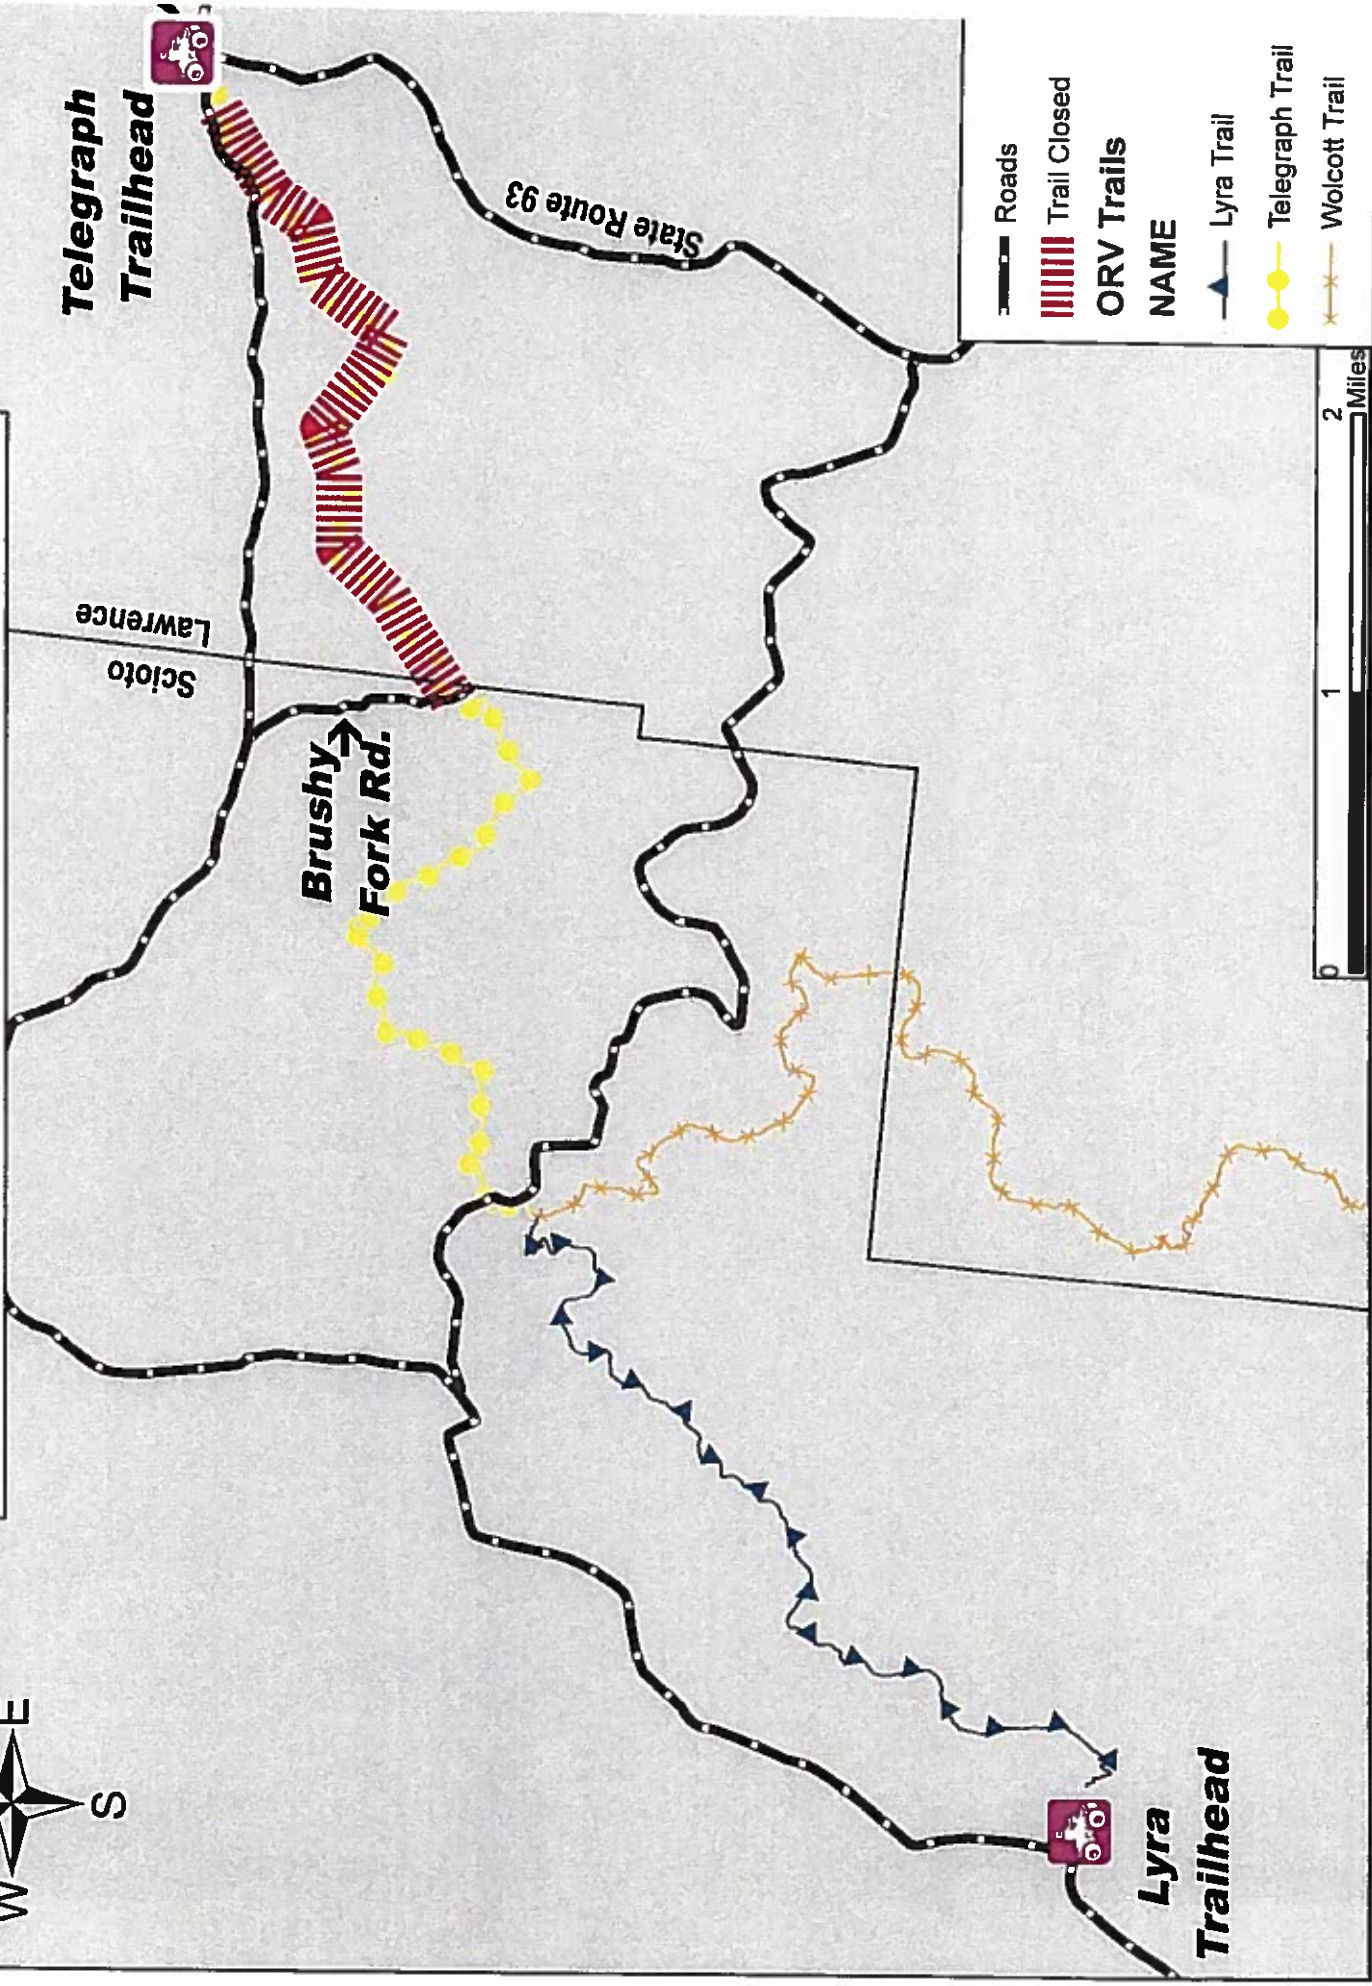 Telegraph
Trailhead
State Route 93
Lawrence
Scioto
Brushy
Fork Rd.
Roads
Trail Closed
ORV Trails
NAME
Lyra Trail
Telegraph Trail
Wolcott Trail
0 1 2
Miles
W E
S
Lyra
Trailhead